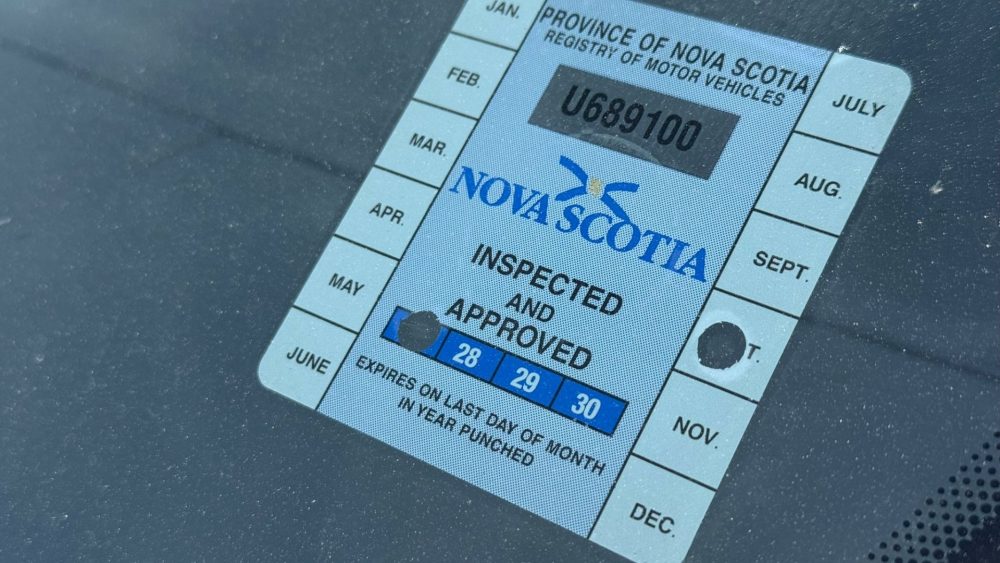 JAN.
FEB.
MAR.
APR.
MAY
JUNE
PROVINCE OF NOVA SCOTIA
REGISTRY OF MOTOR VEHICLES
U689100
NOVA SCOTIA
INSPECTED
AND
APPROVED
28 29 30
EXPIRES ON LAST DAY OF MONTH
IN YEAR PUNCHED
JULY
AUG.
SEPT.
T.
NOV.
DEC.